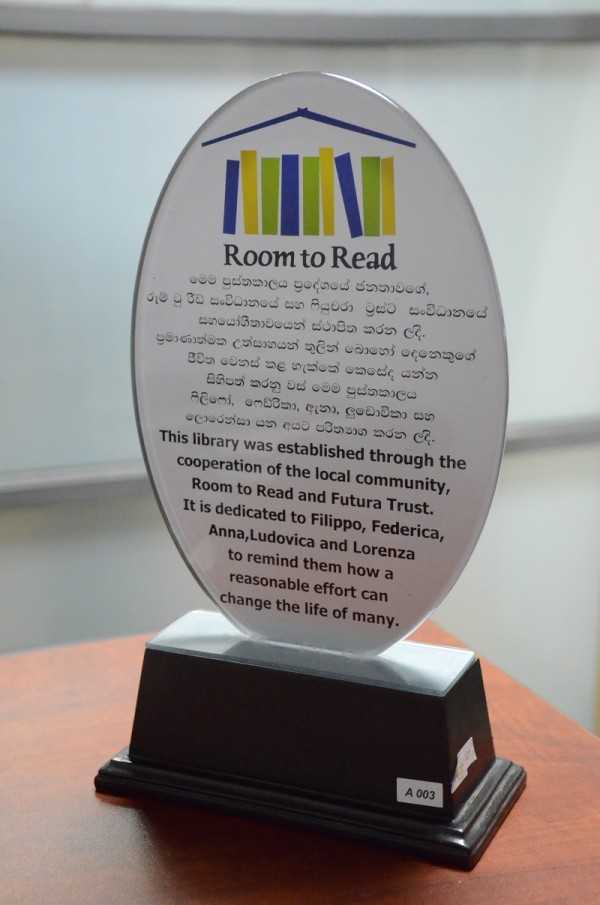 Room to Read
මෙම පුස්තකාලය ප්‍රදේශයේ ජනතාවගේ,
රූම් ටු රීඩ් සංවිධානයේ සහ ෆියුචරා ට්‍රස්ට් සංවිධානයේ
සහයෝගීතාවයෙන් ස්ථාපිත කරන ලදි.
ප්‍රමාණාත්මක උත්සාහයන් තුලින් බොහෝ දෙනෙකුගේ
ජීවිත වෙනස් කළ හැක්කේ කෙසේද යන්න
සිහිපත් කරනු වස් මෙම පුස්තකාලය
ෆිලිෆෝ, ෆෙඩ්රිකා, ඇනා, ලුඩොවිකා සහ
ලොරෙන්සා යන අයට පරිත්‍යාග කරන ලදි.
This library was established through the
cooperation of the local community,
Room to Read and Futura Trust.
It is dedicated to Filippo, Federica,
Anna,Ludovica and Lorenza
to remind them how a
reasonable effort can
change the life of many.
A 003